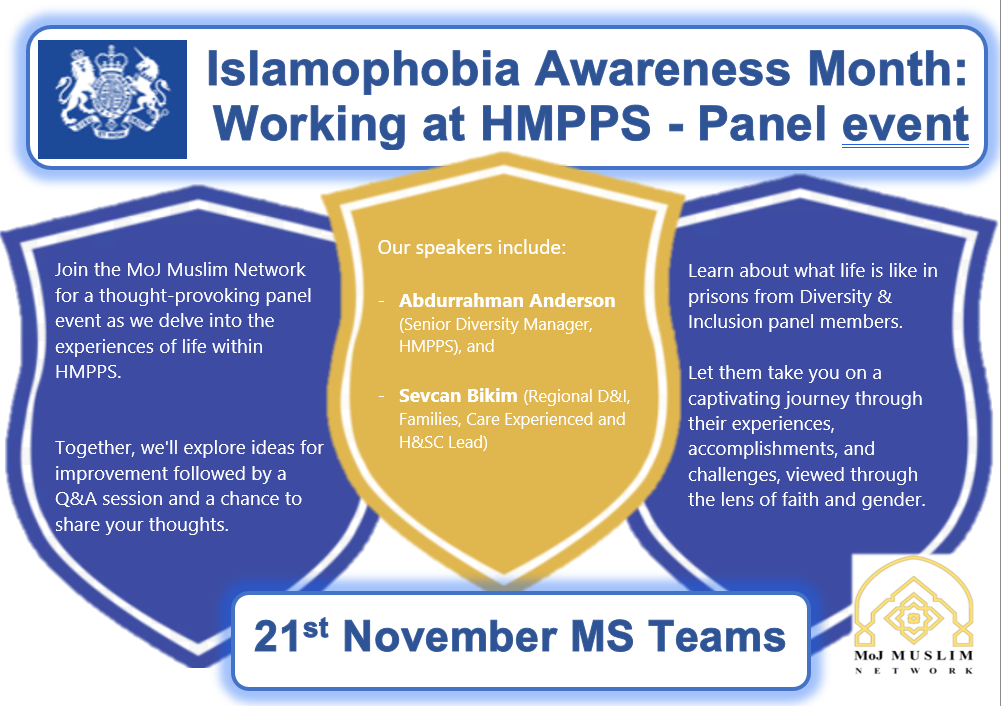 Islamophobia Awareness Month:
Working at HMPPS - Panel event
Join the MoJ Muslim Network
for a thought-provoking panel
event as we delve into the
experiences of life within
HMPPS.
Together, we'll explore ideas for
improvement followed by a
Q&A session and a chance to
share your thoughts.
Our speakers include:
- Abdurrahman Anderson
(Senior Diversity Manager,
HMPPS), and
- Sevcan Bikim (Regional D&I,
Families, Care Experienced and
H&SC Lead)
Learn about what life is like in
prisons from Diversity &
Inclusion panel members.
Let them take you on a
captivating journey through
their experiences,
accomplishments, and
challenges, viewed through
the lens of faith and gender.
21st November MS Teams
MoJ MUSLIM
NETWORK